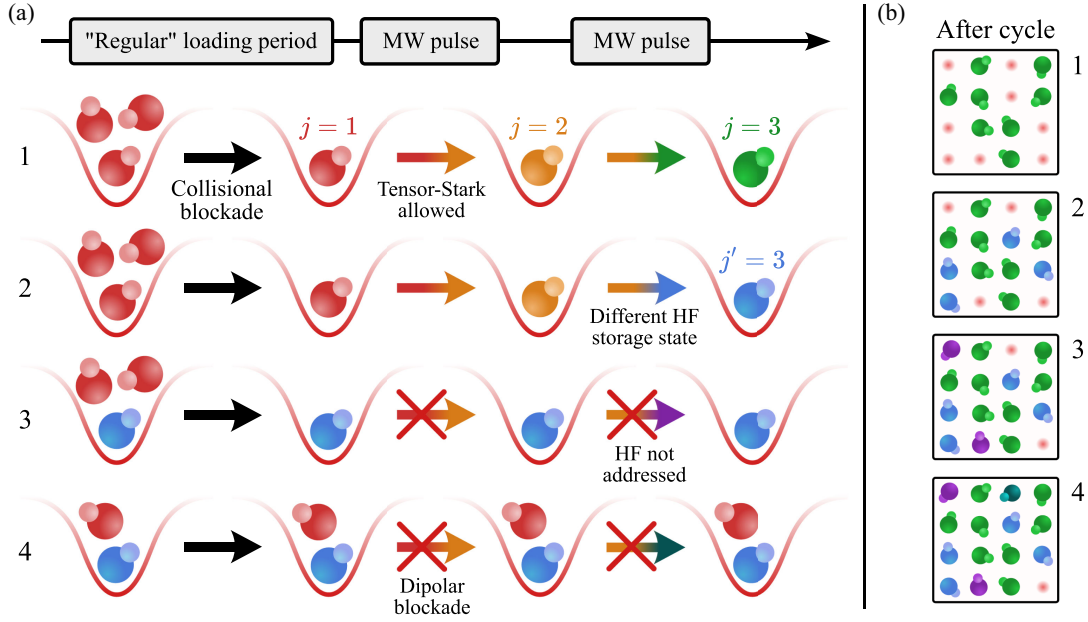 (a)
"Regular" loading period
MW pulse
MW pulse
(b)
After cycle
1
j = 1
j = 2
j = 3
Collisional
blockade
Tensor-Stark
allowed
1
2
j′ = 3
Different HF
storage state
2
3
HF not
addressed
3
4
Dipolar
blockade
4